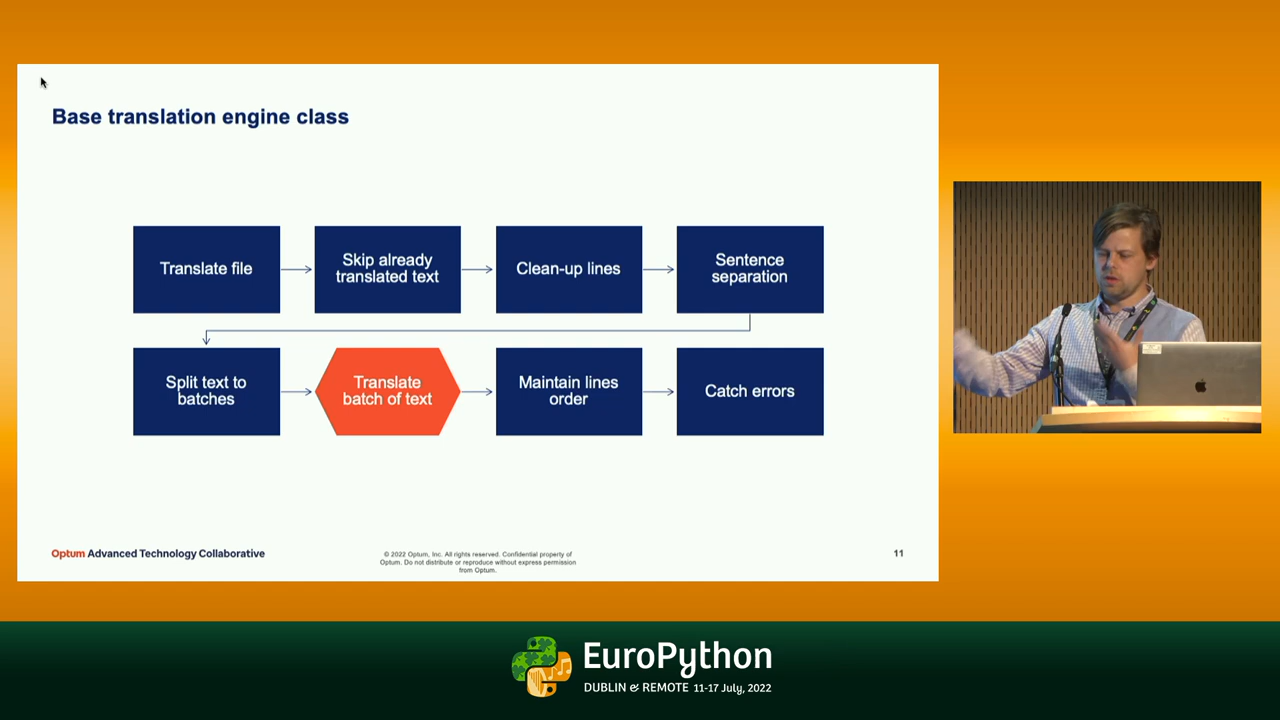 Base translation engine class
Translate file
Skip already
translated text
Clean-up lines
Sentence
separation
Split text to
batches
Translate
batch of text
Maintain lines
order
Catch errors
Optum Advanced Technology Collaborative
© 2022 Optum, Inc. All rights reserved. Confidential property of
Optum. Do not distribute or reproduce without express permission
from Optum.
11
EuroPython
DUBLIN & REMOTE 11-17 July, 2022